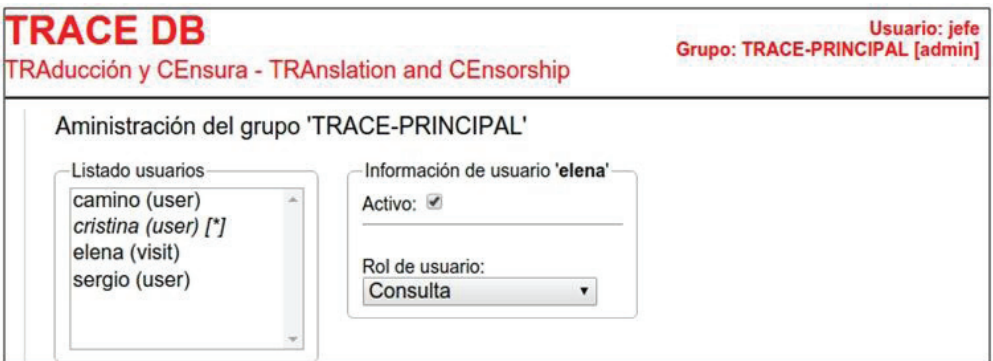 TRACE DB
TRAducción y CEnsura - TRAnslation and CEnsorship
Usuario: jefe
Grupo: TRACE-PRINCIPAL [admin]
Aministración del grupo 'TRACE-PRINCIPAL'
Listado usuarios
camino (user)
cristina (user) [*]
elena (visit)
sergio (user)
Información de usuario 'elena'
Activo:
Rol de usuario:
Consulta